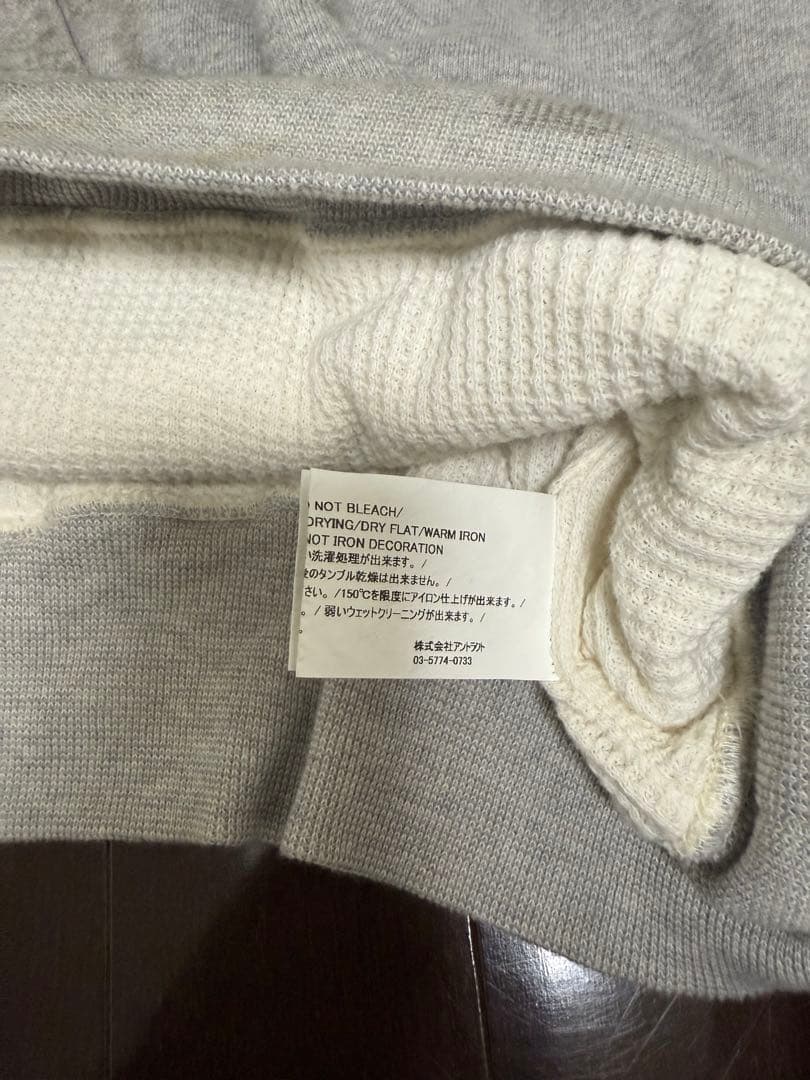 NOT BLEACH/
DRYING/DRY FLAT/WARM IRON
NOT IRON DECORATION
い洗濯処理が出来ます。/
のタンブル乾燥は出来ません。/
さい。/150℃を限度にアイロン仕上げが出来ます。/
。/弱いウェットクリーニングが出来ます。/
。
株式会社アントラクト
03-5774-0733